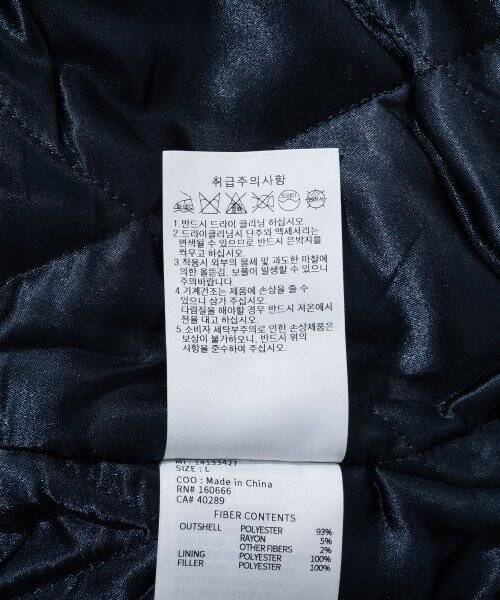 취급주의사항
1.반드시 드라이 클리닝 하십시오.
2.드라이클리닝시 단추와 액세서리는
변색될 수 있으므로 반드시 은박지를
씌우고 하십시오.
3.착용시 외부의 물체 및 과도한 마찰에
의한 올뜯김, 보풀이 발생할 수 있으니
주의바랍니다.
4.기계건조는 제품에 손상을 줄 수
있으니 삼가 주십시오.
다림질을 해야할 경우 반드시 저온에서
천을 대고 하십시오.
5.소비자 세탁부주의로 인한 손상제품은
보상이 불가하오니, 반드시 위의
사항을 준수하여 주십시오.
SIZE : L
COO : Made in China
RN# 160666
CA# 40289
FIBER CONTENTS
OUTSHELL POLYESTER 93%
RAYON 5%
OTHER FIBERS 2%
LINING POLYESTER 100%
FILLER POLYESTER 100%